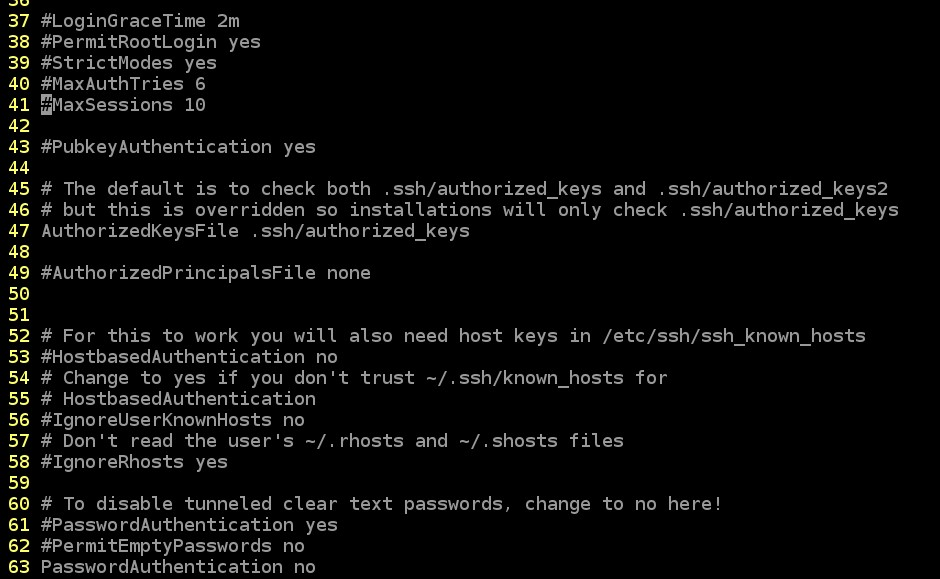 36
37 #LoginGraceTime 2m
38 #PermitRootLogin yes
39 #StrictModes yes
40 #MaxAuthTries 6
41 #MaxSessions 10
42
43 #PubkeyAuthentication yes
44
45 # The default is to check both .ssh/authorized_keys and .ssh/authorized_keys2
46 # but this is overridden so installations will only check .ssh/authorized_keys
47 AuthorizedKeysFile .ssh/authorized_keys
48
49 #AuthorizedPrincipalsFile none
50
51
52 # For this to work you will also need host keys in /etc/ssh/ssh_known_hosts
53 #HostbasedAuthentication no
54 # Change to yes if you don't trust ~/.ssh/known_hosts for
55 # HostbasedAuthentication
56 #IgnoreUserKnownHosts no
57 # Don't read the user's ~/.rhosts and ~/.shosts files
58 #IgnoreRhosts yes
59
60 # To disable tunneled clear text passwords, change to no here!
61 #PasswordAuthentication yes
62 #PermitEmptyPasswords no
63 PasswordAuthentication no